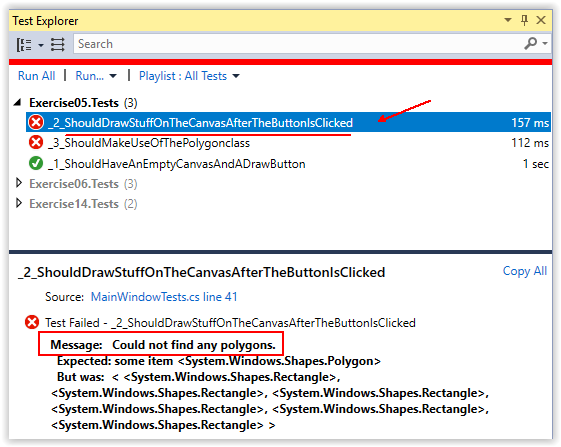 Test Explorer
Search
Run All | Run... | Playlist : All Tests
Exercise05.Tests (3)
_2_ShouldDrawStuffOnTheCanvasAfterTheButtonIsClicked 157 ms
_3_ShouldMakeUseOfThePolygonclass 112 ms
_1_ShouldHaveAnEmptyCanvasAndADrawButton 1 sec
Exercise06.Tests (3)
Exercise14.Tests (2)
_2_ShouldDrawStuffOnTheCanvasAfterTheButtonIsClicked Copy All
Source: MainWindowTests.cs line 41
Test Failed - _2_ShouldDrawStuffOnTheCanvasAfterTheButtonIsClicked
Message: Could not find any polygons.
Expected: some item <System.Windows.Shapes.Polygon>
But was: < <System.Windows.Shapes.Rectangle>,
<System.Windows.Shapes.Rectangle>, <System.Windows.Shapes.Rectangle>,
<System.Windows.Shapes.Rectangle>, <System.Windows.Shapes.Rectangle>,
<System.Windows.Shapes.Rectangle> >